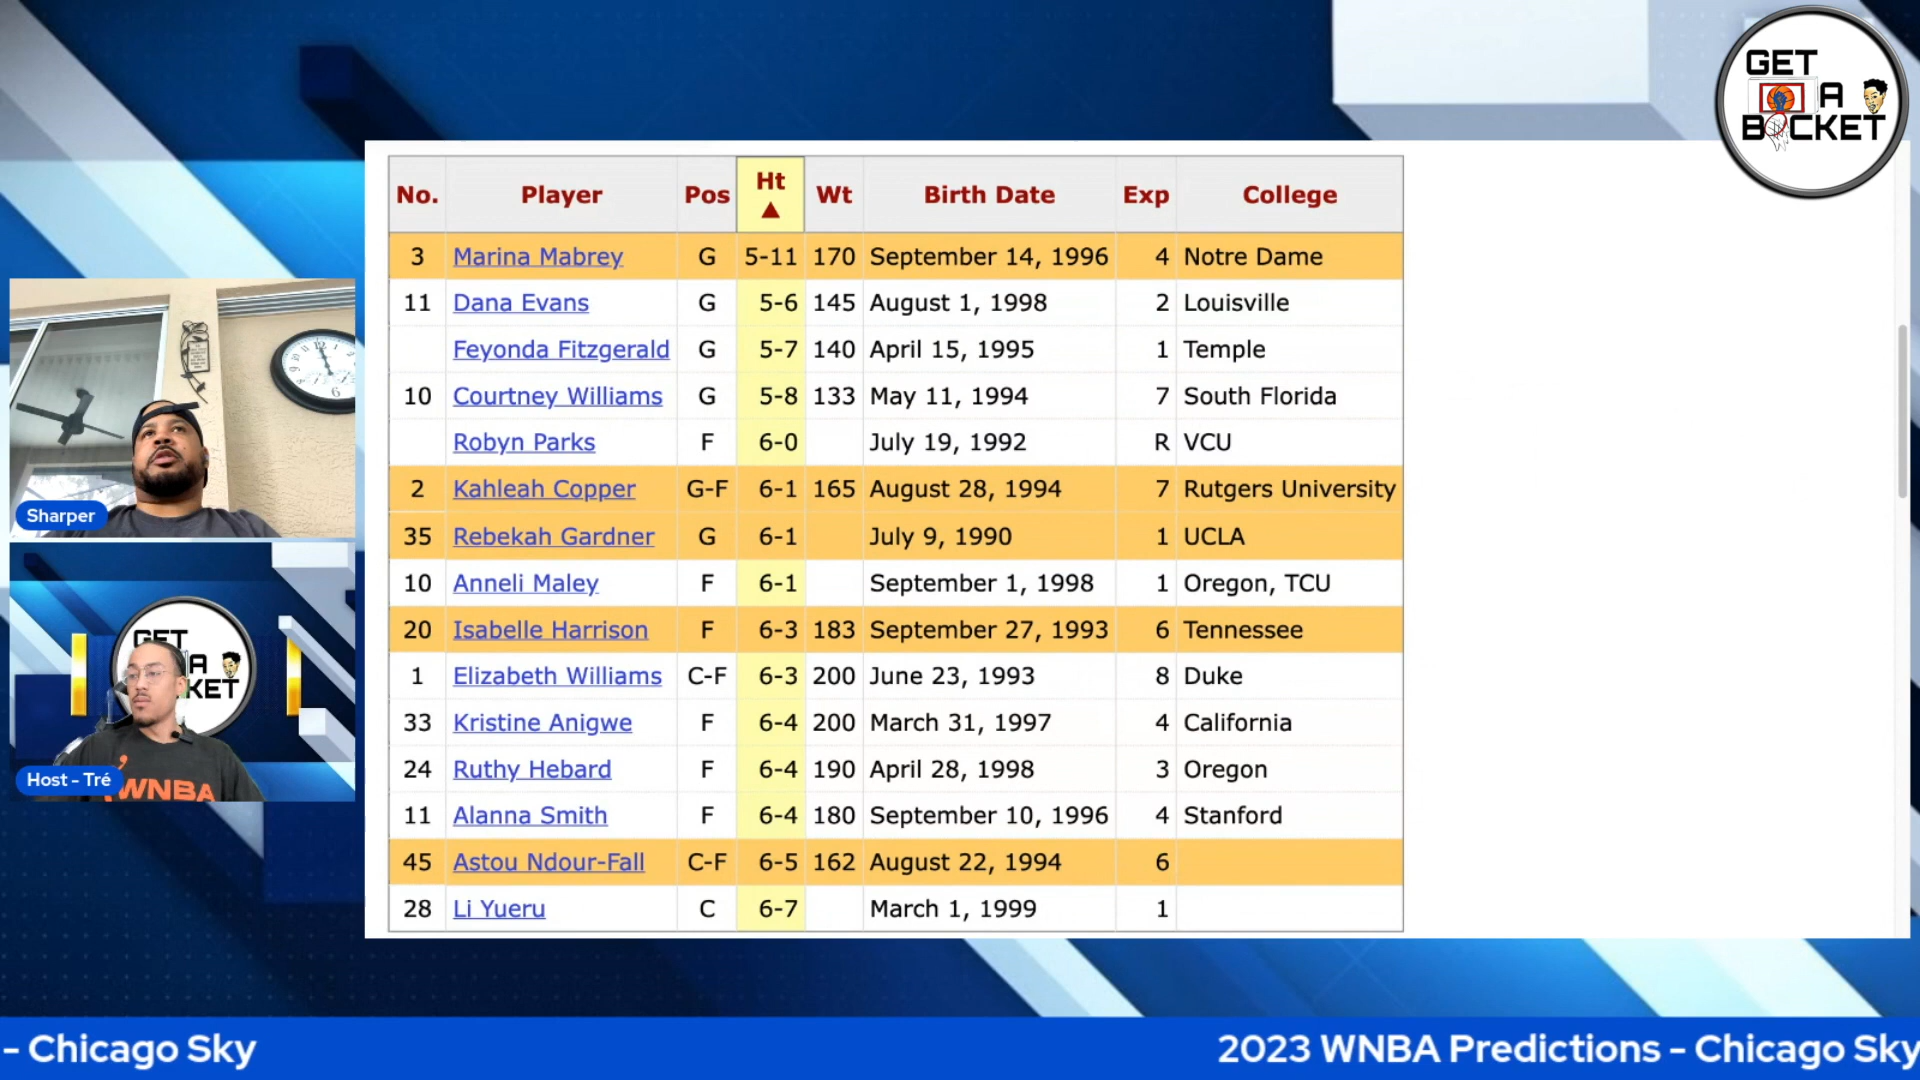 GET
A
BUCKET
No. Player Pos Ht ▲ Wt Birth Date Exp College
3 Marina Mabrey G 5-11 170 September 14, 1996 4 Notre Dame
11 Dana Evans G 5-6 145 August 1, 1998 2 Louisville
Feyonda Fitzgerald G 5-7 140 April 15, 1995 1 Temple
10 Courtney Williams G 5-8 133 May 11, 1994 7 South Florida
Robyn Parks F 6-0 July 19, 1992 R VCU
2 Kahleah Copper G-F 6-1 165 August 28, 1994 7 Rutgers University
35 Rebekah Gardner G 6-1 July 9, 1990 1 UCLA
10 Anneli Maley F 6-1 September 1, 1998 1 Oregon, TCU
20 Isabelle Harrison F 6-3 183 September 27, 1993 6 Tennessee
1 Elizabeth Williams C-F 6-3 200 June 23, 1993 8 Duke
33 Kristine Anigwe F 6-4 200 March 31, 1997 4 California
24 Ruthy Hebard F 6-4 190 April 28, 1998 3 Oregon
11 Alanna Smith F 6-4 180 September 10, 1996 4 Stanford
45 Astou Ndour-Fall C-F 6-5 162 August 22, 1994 6
28 Li Yueru C 6-7 March 1, 1999 1
Sharper
GET
A
KET
Host - Tré
WNBA
- Chicago Sky 2023 WNBA Predictions - Chicago Sky